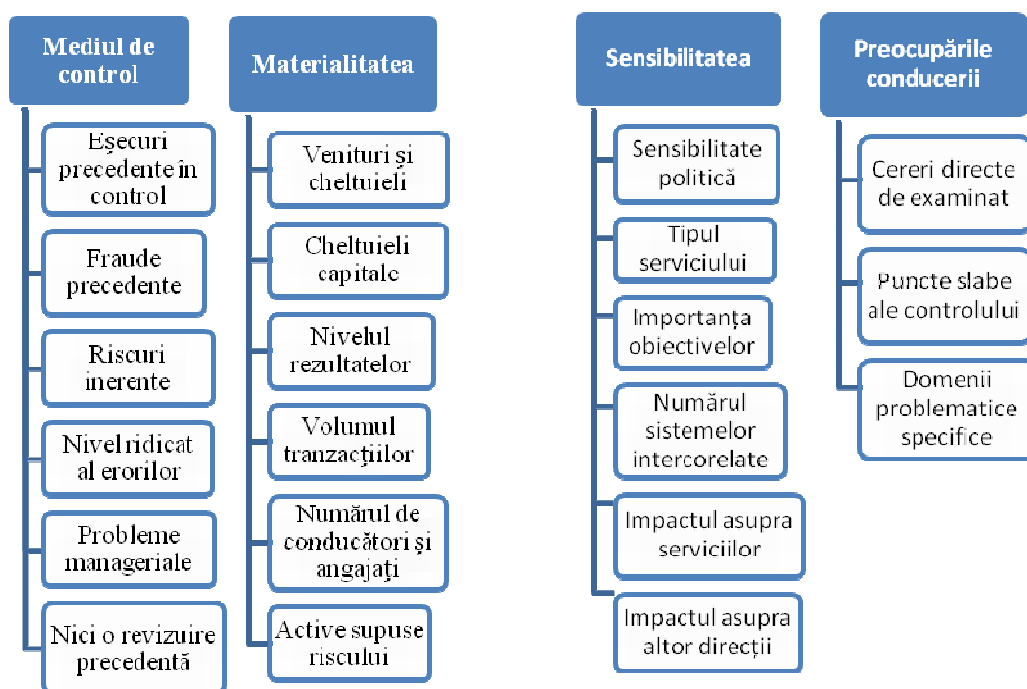 Mediul de
control
Eșecuri
precedente în
control
Fraude
precedente
Riscuri
inerente
Nivel ridicat
al erorilor
Probleme
manageriale
Nici o revizuire
precedentă
Materialitatea
Venituri și
cheltuieli
Cheltuieli
capitale
Nivelul
rezultatelor
Volumul
tranzacțiilor
Numărul de
conducători și
angajați
Active supuse
riscului
Sensibilitatea
Sensibilitate
politică
Tipul
serviciului
Importanța
obiectivelor
Numărul
sistemelor
intercorelate
Impactul asupra
serviciilor
Impactul asupra
altor direcții
Preocupările
conducerii
Cereri directe
de examinat
Puncte slabe
ale controlului
Domenii
problematice
specifice